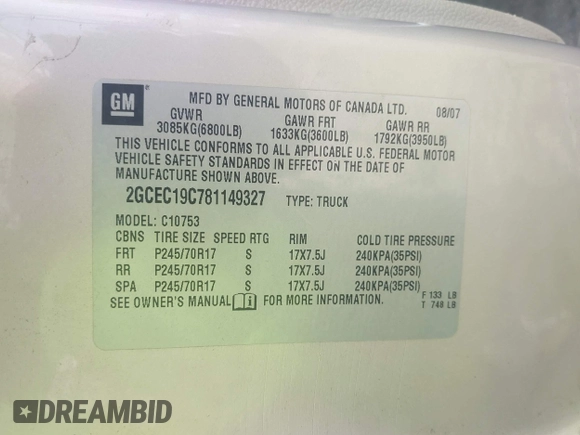 GM
MFD BY GENERAL MOTORS OF CANADA LTD. 08/07
GVWR GAWR FRT GAWR RR
3085KG(6800LB) 1633KG(3600LB) 1792KG(3950LB)
THIS VEHICLE CONFORMS TO ALL APPLICABLE U.S. FEDERAL MOTOR
VEHICLE SAFETY STANDARDS IN EFFECT ON THE DATE OF
MANUFACTURE SHOWN ABOVE.
2GCEC19C781149327 TYPE: TRUCK
MODEL: C10753
CBNS TIRE SIZE SPEED RTG RIM COLD TIRE PRESSURE
FRT P245/70R17 S 17X7.5J 240KPA(35PSI)
RR P245/70R17 S 17X7.5J 240KPA(35PSI)
SPA P245/70R17 S 17X7.5J 240KPA(35PSI)
SEE OWNER'S MANUAL FOR MORE INFORMATION.
F 133 LB
T 748 LB
DREAMBID